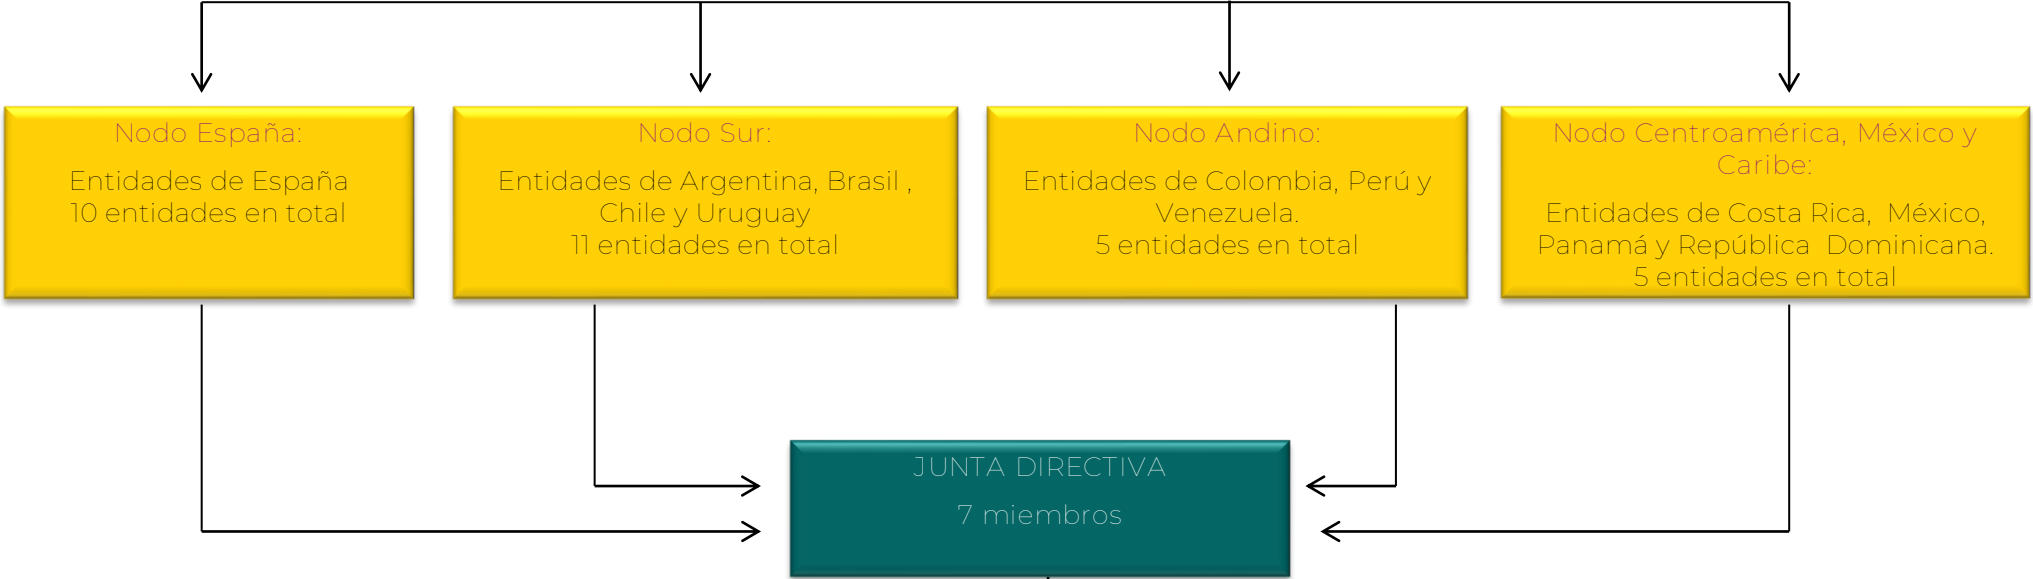 Nodo España:
Entidades de España
10 entidades en total
Nodo Sur:
Entidades de Argentina, Brasil ,
Chile y Uruguay
11 entidades en total
Nodo Andino:
Entidades de Colombia, Perú y
Venezuela.
5 entidades en total
Nodo Centroamérica, México y
Caribe:
Entidades de Costa Rica,  México,
Panamá y República  Dominicana.
5 entidades en total
JUNTA DIRECTIVA
7 miembros